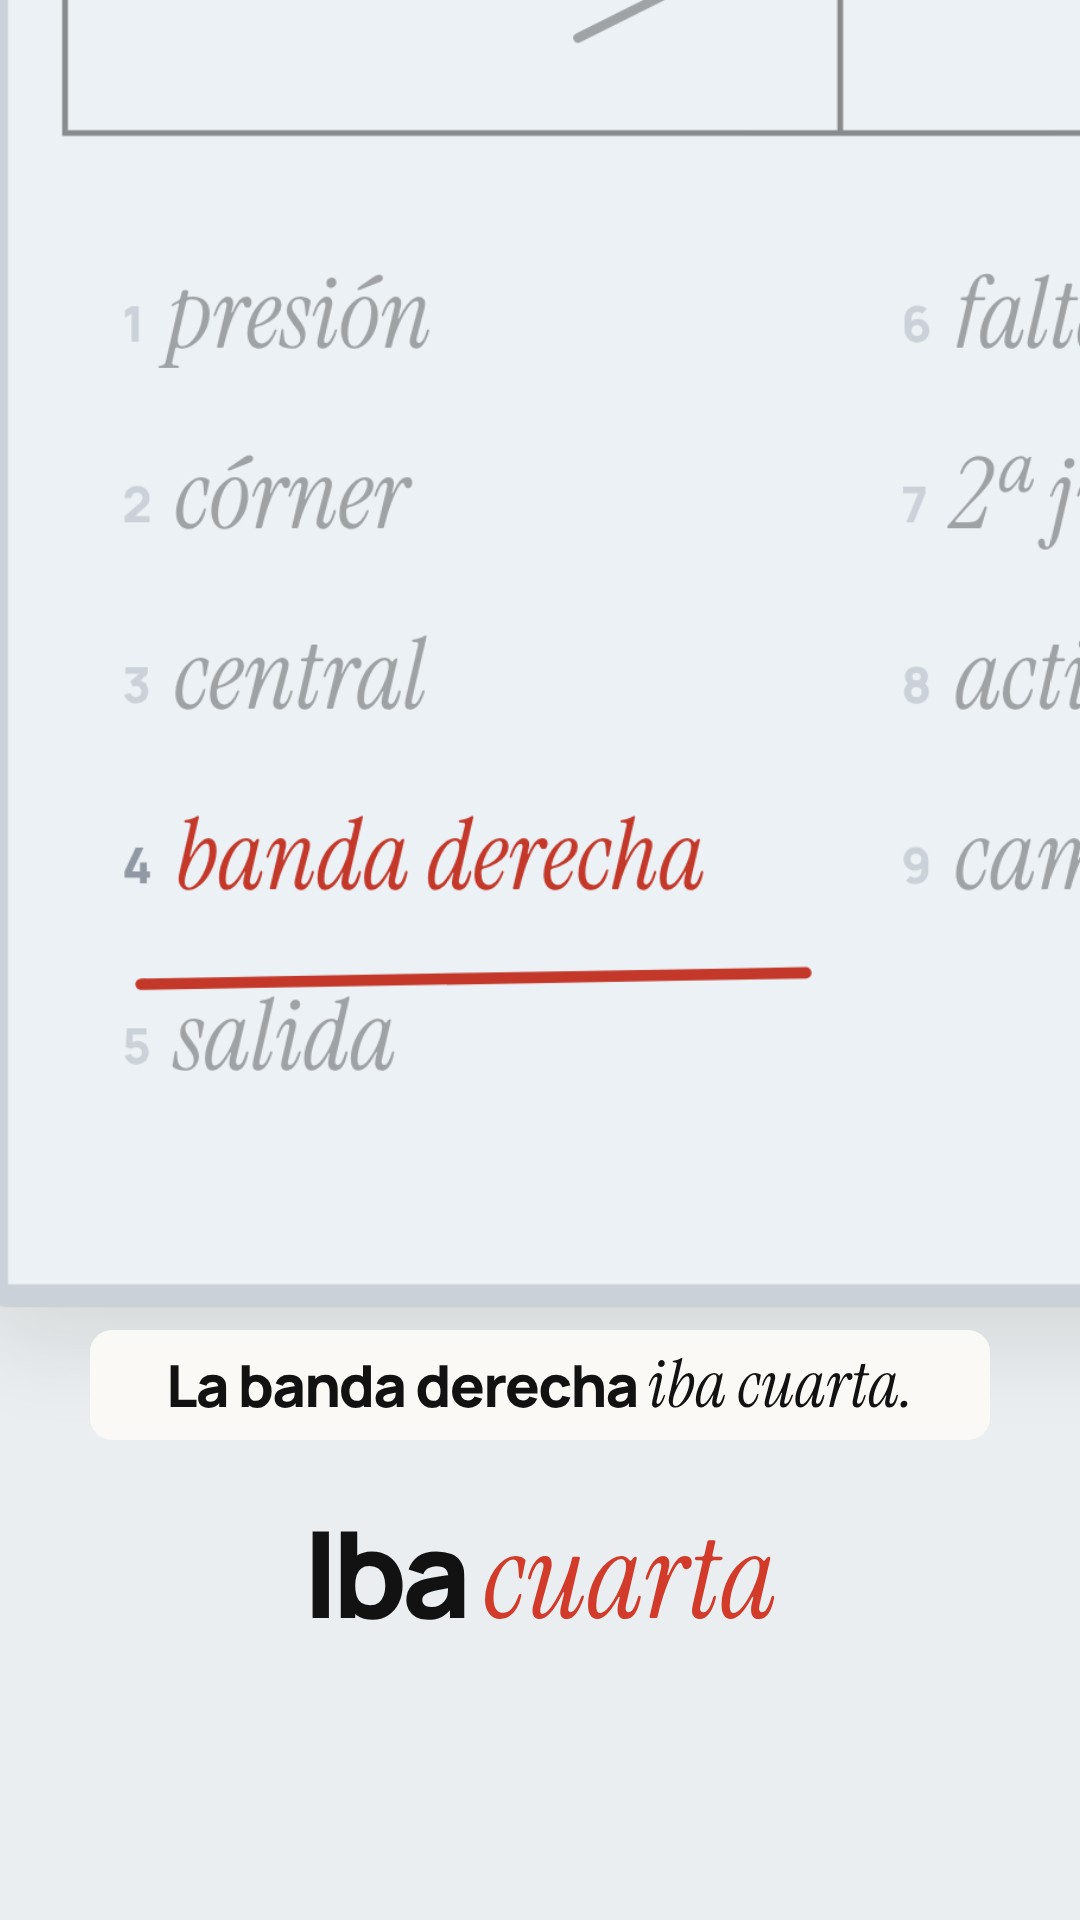 1 presión
2 córner
3 central
4 banda derecha
5 salida
6
7 2ª
8
9
La banda derecha iba cuarta.
Iba cuarta